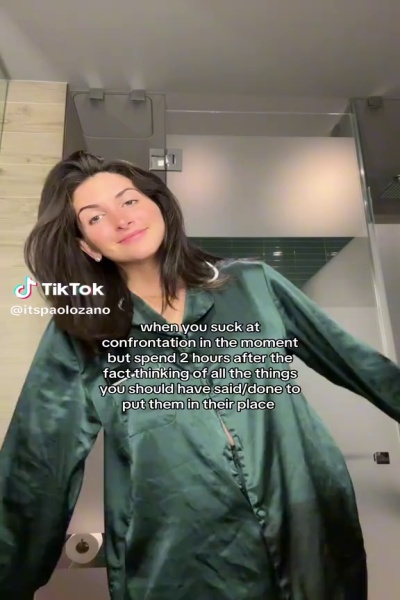 TikTok
@itspaolozano
when you suck at
confrontation in the moment
but spend 2 hours after the
fact thinking of all the things
you should have said/done to
put them in their place